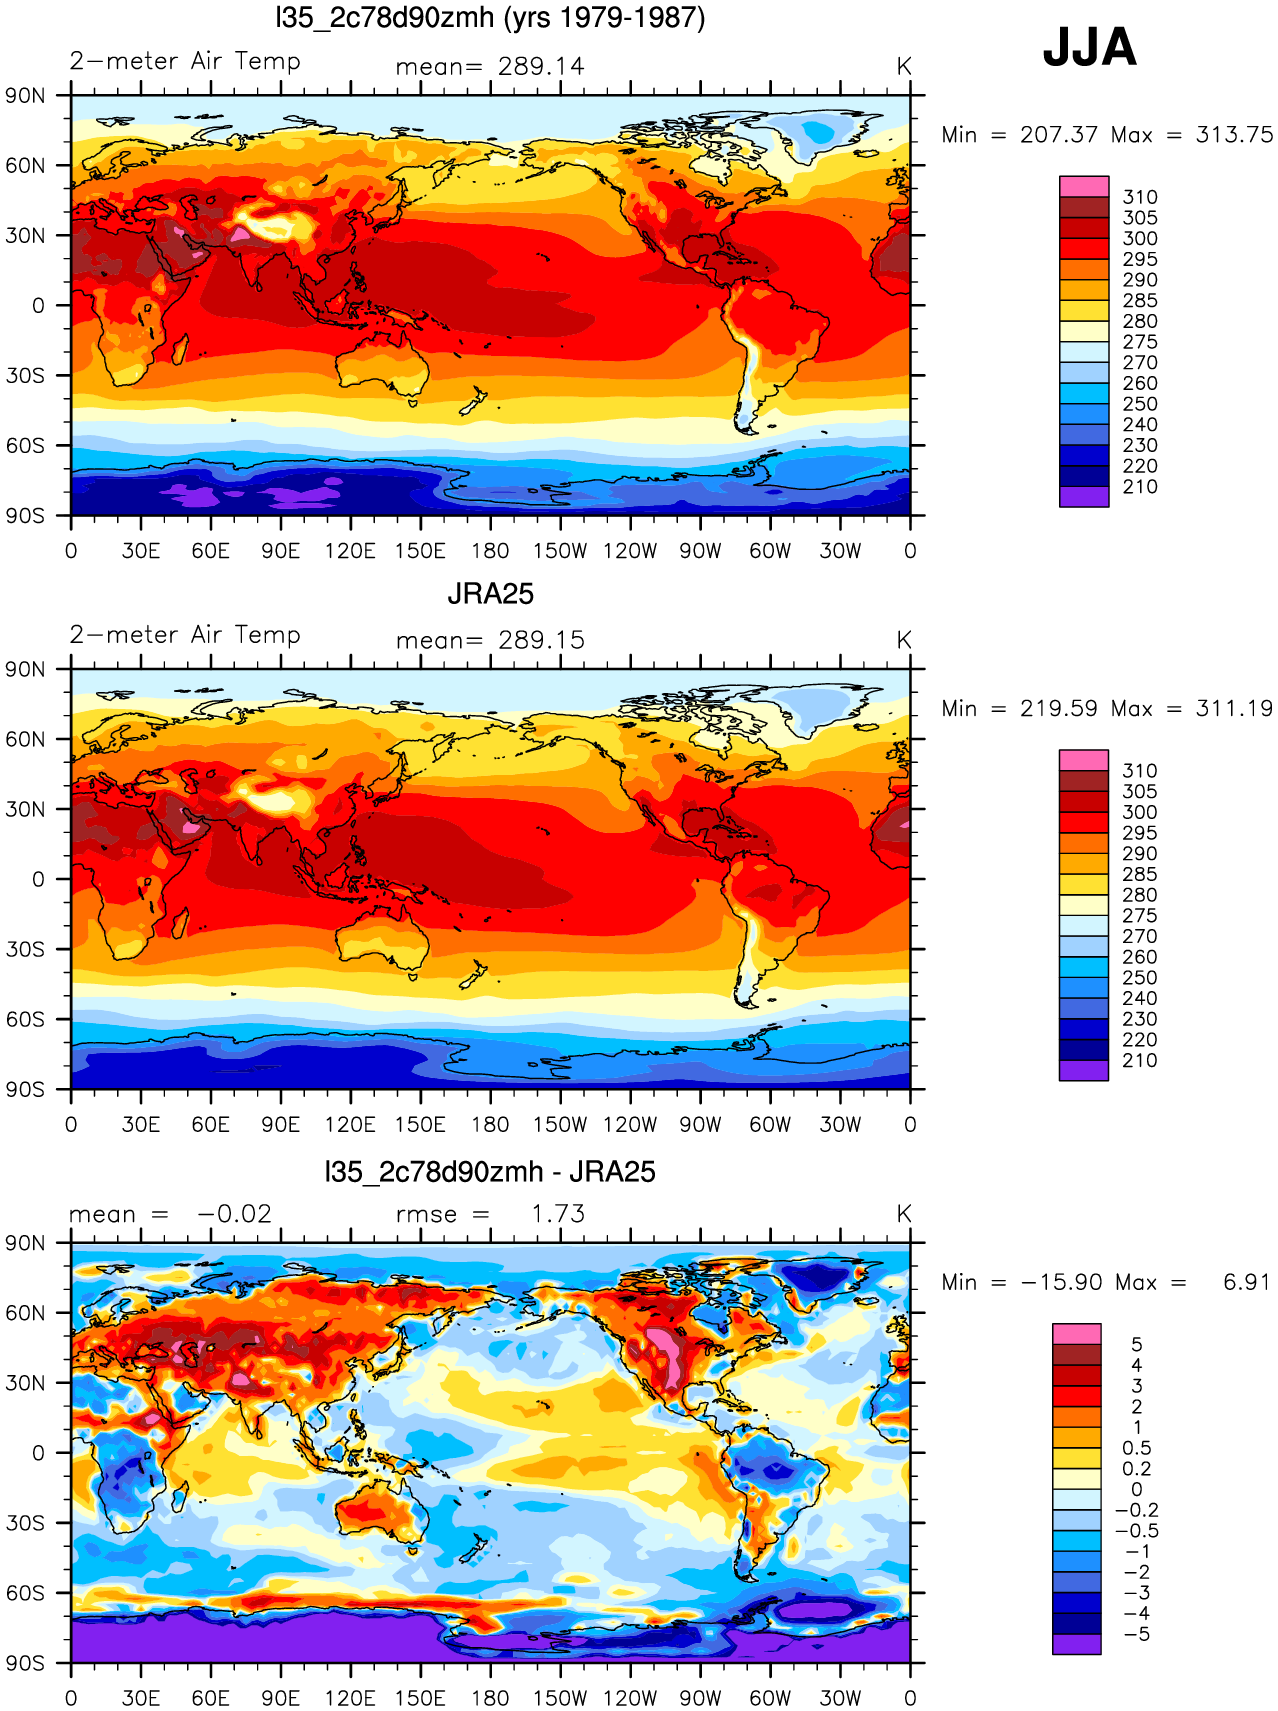 l35_2c78d90zmh (yrs 1979-1987)
JJA
2-meter Air Temp mean= 289.14 K
Min = 207.37 Max = 313.75
90N
60N
30N
0
30S
60S
90S
0 30E 60E 90E 120E 150E 180 150W 120W 90W 60W 30W 0
310
305
300
295
290
285
280
275
270
260
250
240
230
220
210
JRA25
2-meter Air Temp mean= 289.15 K
Min = 219.59 Max = 311.19
90N
60N
30N
0
30S
60S
90S
0 30E 60E 90E 120E 150E 180 150W 120W 90W 60W 30W 0
310
305
300
295
290
285
280
275
270
260
250
240
230
220
210
l35_2c78d90zmh - JRA25
mean = -0.02 rmse = 1.73 K
Min = -15.90 Max = 6.91
90N
60N
30N
0
30S
60S
90S
0 30E 60E 90E 120E 150E 180 150W 120W 90W 60W 30W 0
5
4
3
2
1
0.5
0.2
0
-0.2
-0.5
-1
-2
-3
-4
-5